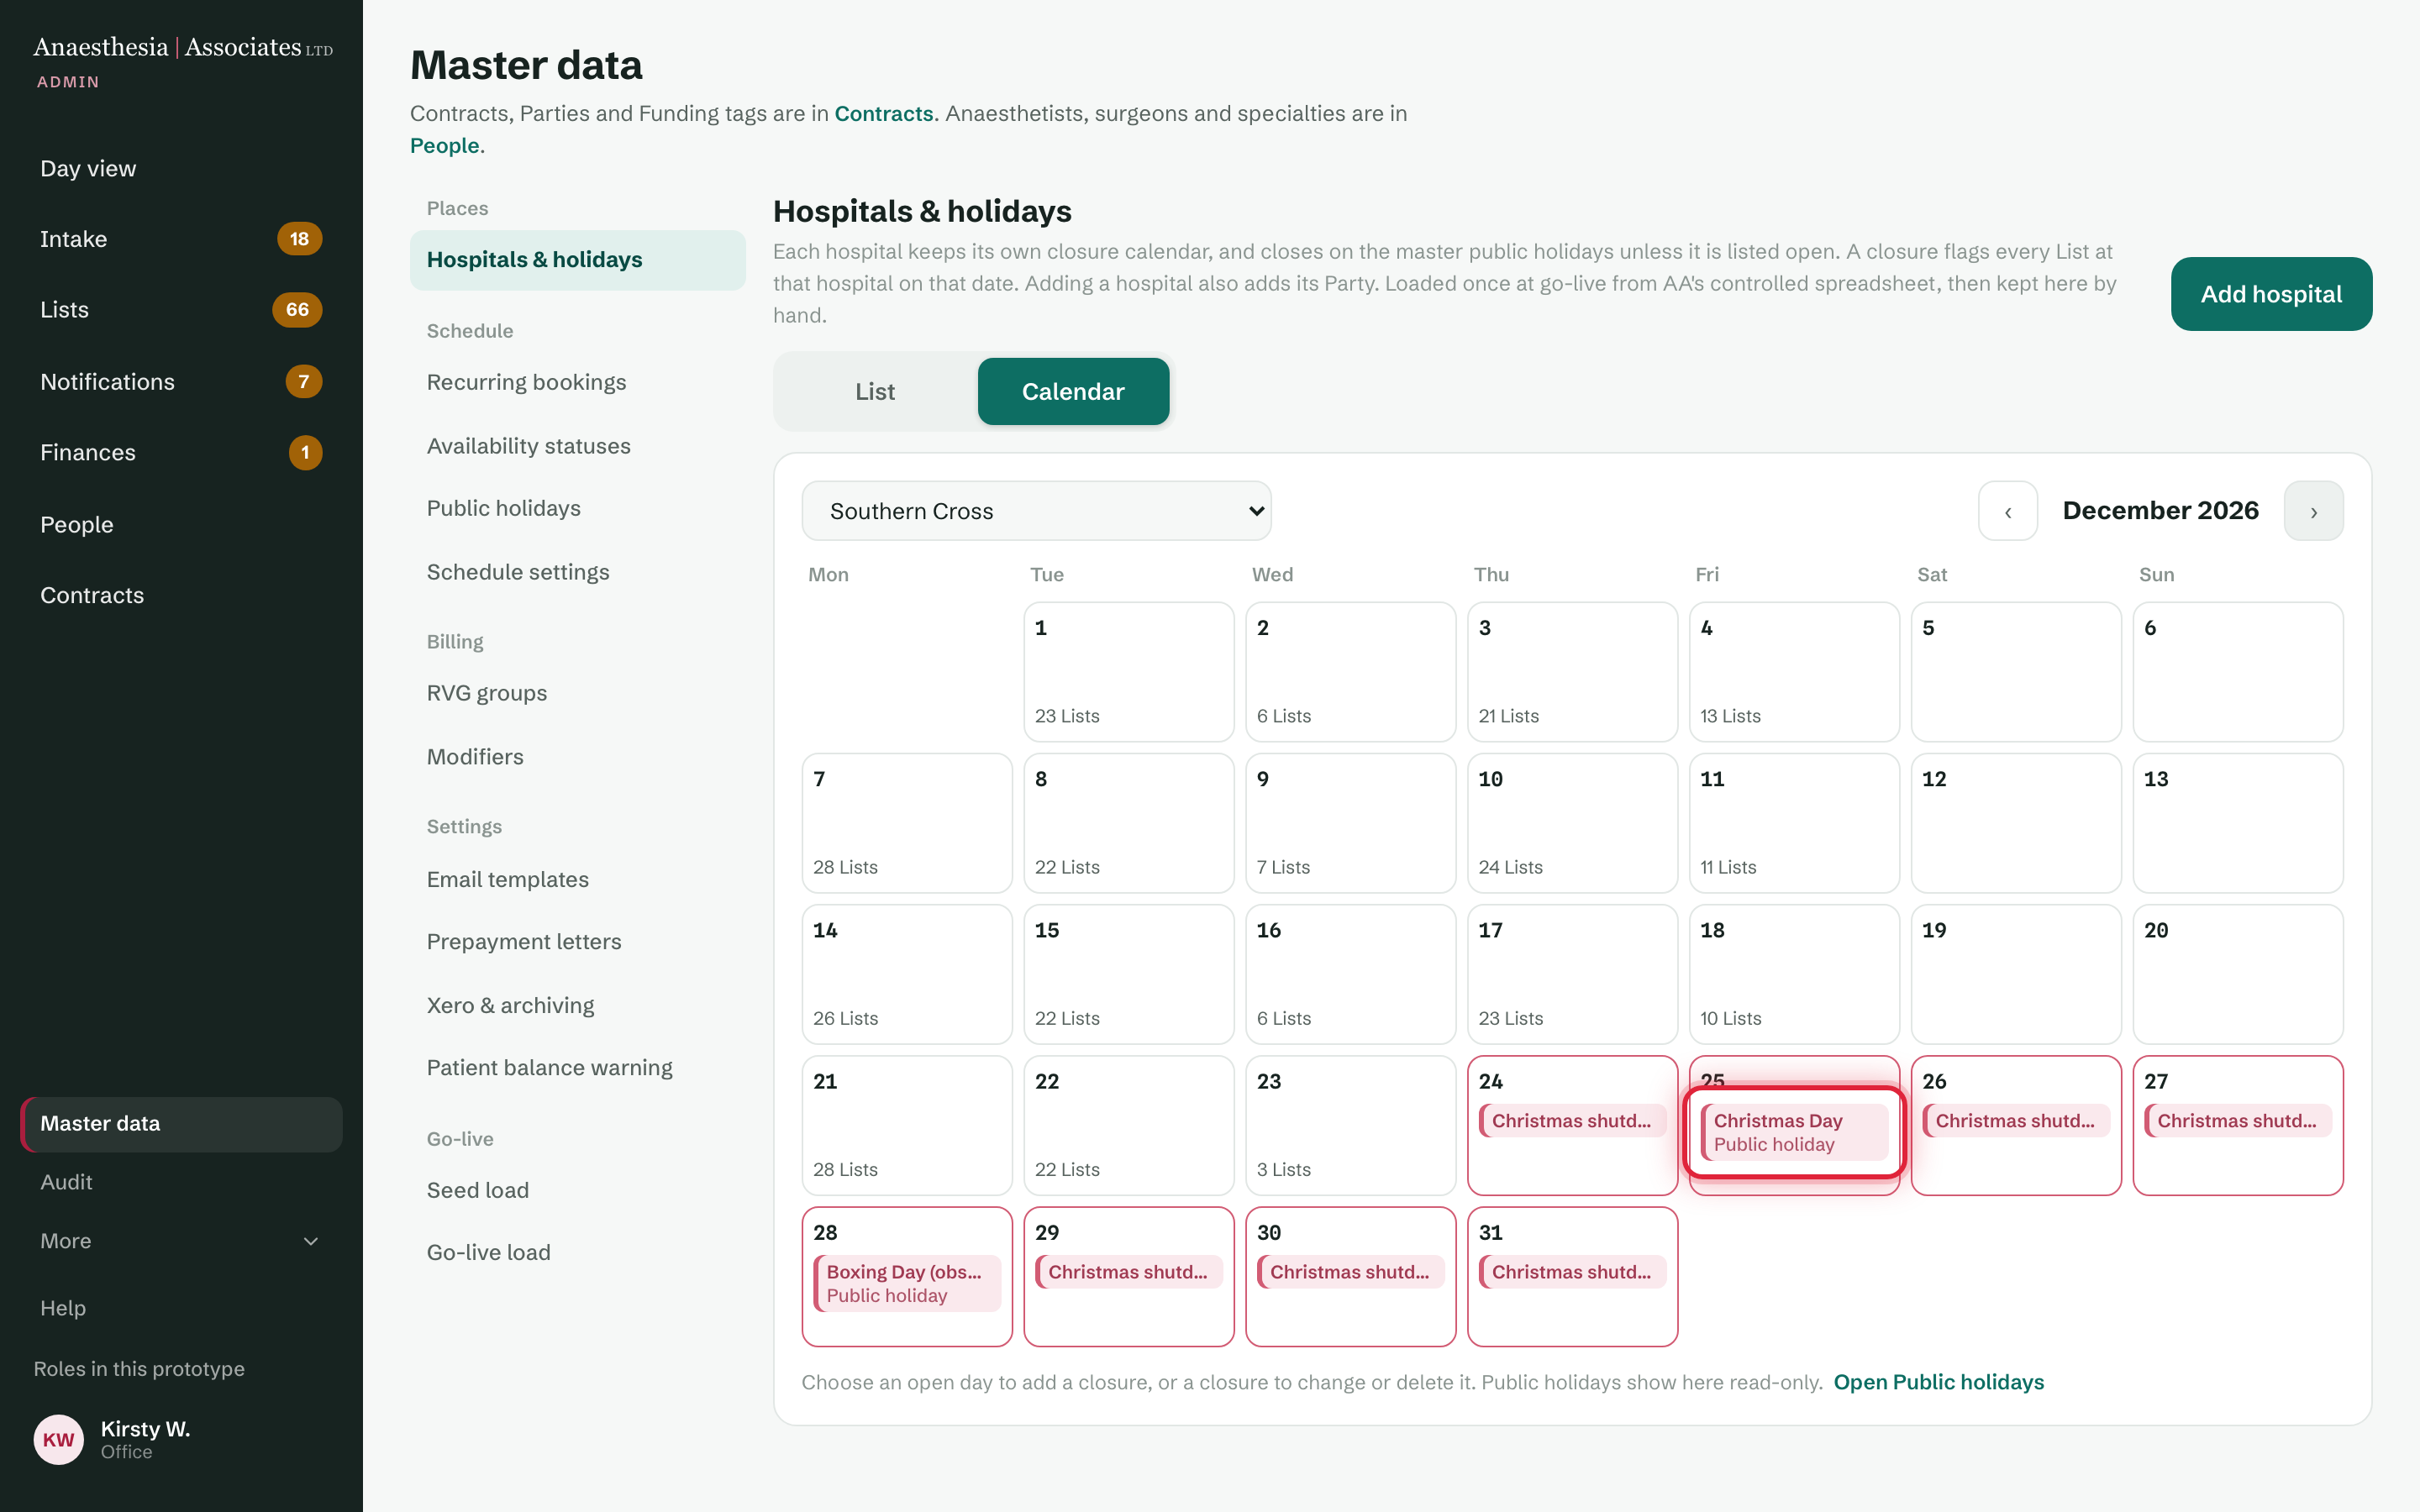 Anaesthesia | Associates LTD
ADMIN
Day view
Intake 18
Lists 66
Notifications 7
Finances 1
People
Contracts
Master data
Audit
More
Help
Roles in this prototype
KW
Kirsty W.
Office
Master data
Contracts, Parties and Funding tags are in Contracts. Anaesthetists, surgeons and specialties are in
People.
Places
Hospitals & holidays
Schedule
Recurring bookings
Availability statuses
Public holidays
Schedule settings
Billing
RVG groups
Modifiers
Settings
Email templates
Prepayment letters
Xero & archiving
Patient balance warning
Go-live
Seed load
Go-live load
Hospitals & holidays
Each hospital keeps its own closure calendar, and closes on the master public holidays unless it is listed open. A closure flags every List at
that hospital on that date. Adding a hospital also adds its Party. Loaded once at go-live from AA's controlled spreadsheet, then kept here by
hand.
Add hospital
List Calendar
Southern Cross
‹ December 2026 ›
Mon Tue Wed Thu Fri Sat Sun
1 2 3 4 5 6
23 Lists 6 Lists 21 Lists 13 Lists
7 8 9 10 11 12 13
28 Lists 22 Lists 7 Lists 24 Lists 11 Lists
14 15 16 17 18 19 20
26 Lists 22 Lists 6 Lists 23 Lists 10 Lists
21 22 23 24 25 26 27
Christmas shutd... Christmas Day Christmas shutd... Christmas shutd...
Public holiday
28 Lists 22 Lists 3 Lists
28 29 30 31
Boxing Day (obs... Christmas shutd... Christmas shutd... Christmas shutd...
Public holiday
Choose an open day to add a closure, or a closure to change or delete it. Public holidays show here read-only. Open Public holidays